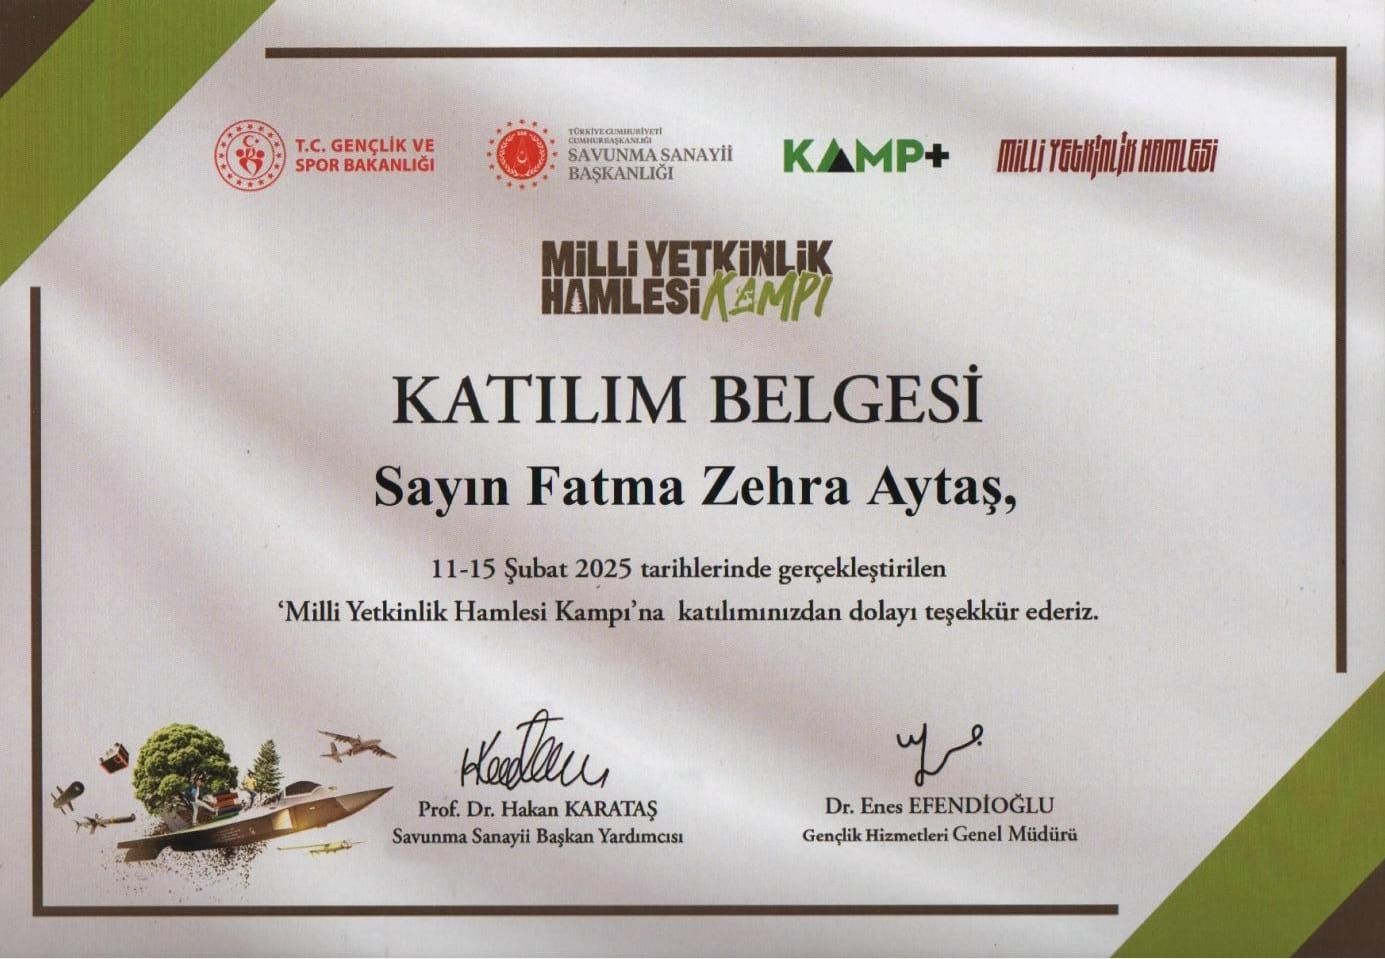 T.C. GENÇLİK VE
SPOR BAKANLIĞI
TÜRKİYE CUMHURİYETİ
CUMHURBAŞKANLIĞI
SAVUNMA SANAYİİ
BAŞKANLIĞI
KAMP+
MİLLİ YETKİNLİK HAMLESİ
MİLLİ YETKİNLİK
HAMLESİ KAMPI
KATILIM BELGESİ
Sayın Fatma Zehra Aytaş,
11-15 Şubat 2025 tarihlerinde gerçekleştirilen
‘Milli Yetkinlik Hamlesi Kampı’na katılımınızdan dolayı teşekkür ederiz.
Prof. Dr. Hakan KARATAŞ
Savunma Sanayii Başkan Yardımcısı
Dr. Enes EFENDİOĞLU
Gençlik Hizmetleri Genel Müdürü